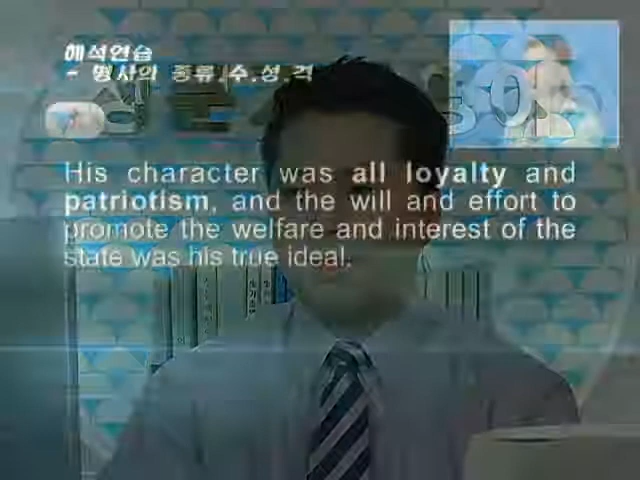 해석연습
- 명사의 종류.수.성.격
His character was all loyalty and
patriotism, and the will and effort to
promote the welfare and interest of the
state was his true ideal.